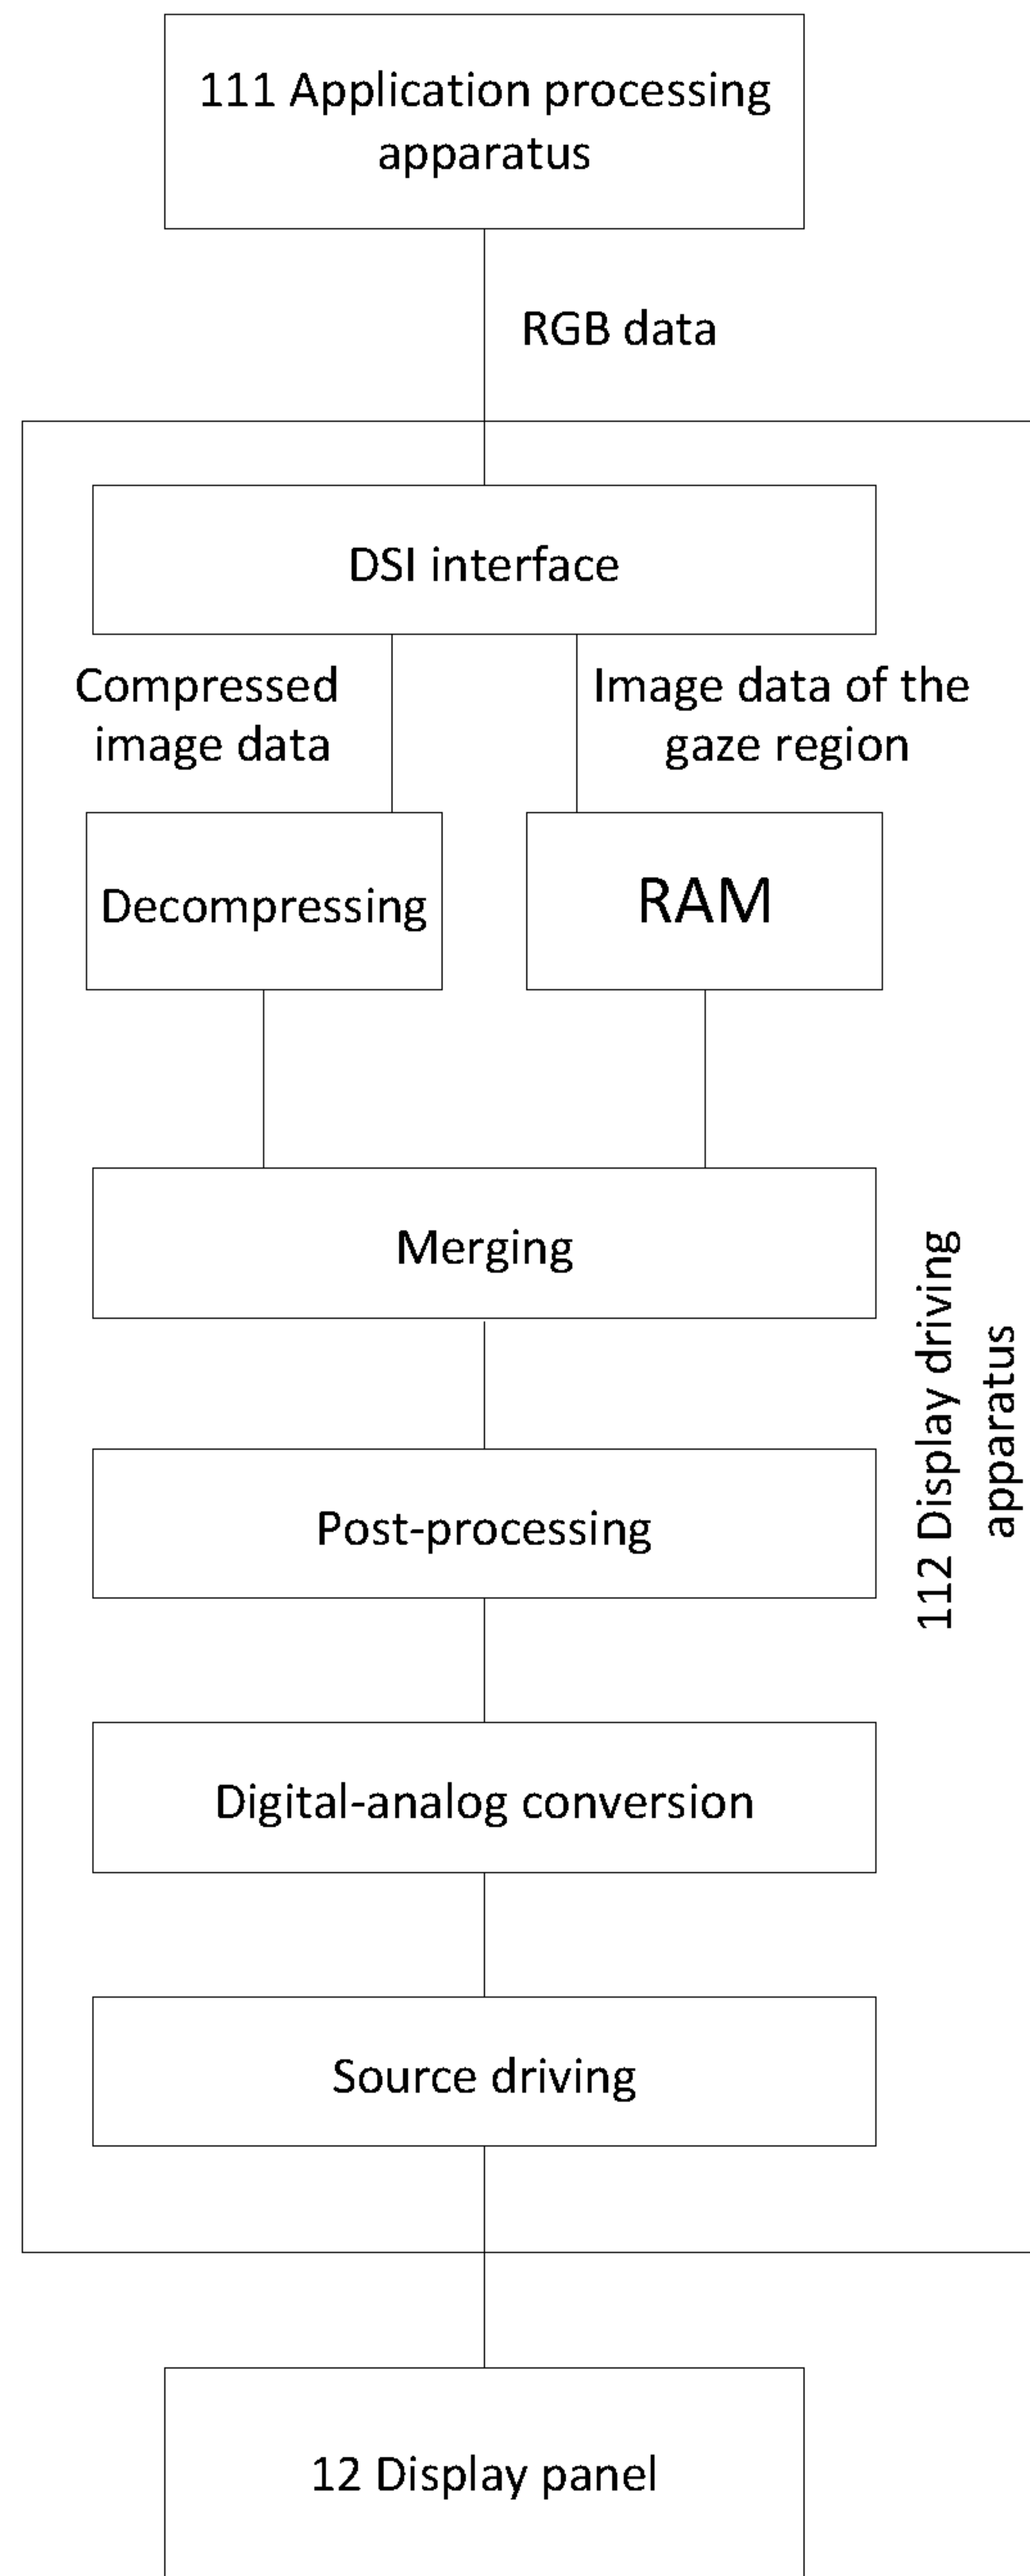 111 Application processing
apparatus
RGB data
DSI interface
Compressed
image data
Image data of the
gaze region
Decompressing
RAM
Merging
112 Display driving
apparatus
Post-processing
Digital-analog conversion
Source driving
12 Display panel